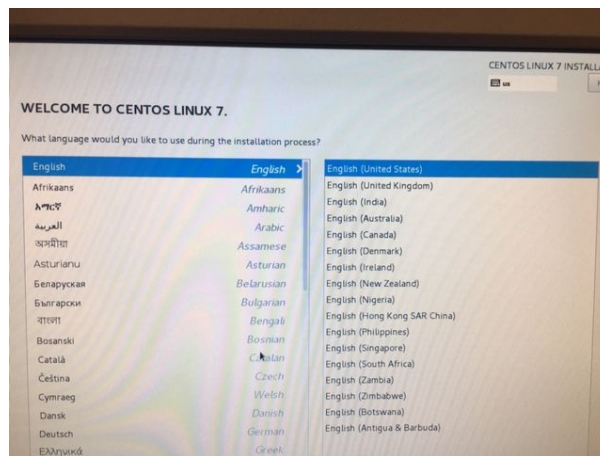 CENTOS LINUX 7 INSTALLA
us
WELCOME TO CENTOS LINUX 7.
What language would you like to use during the installation process?
English English
Afrikaans Afrikaans
አማርኛ Amharic
العربية Arabic
অসমীয়া Assamese
Asturianu Asturian
Беларуская Belarusian
Български Bulgarian
বাংলা Bengali
Bosanski Bosnian
Català Catalan
Čeština Czech
Cymraeg Welsh
Dansk Danish
Deutsch German
Ελληνικά Greek
English (United States)
English (United Kingdom)
English (India)
English (Australia)
English (Canada)
English (Denmark)
English (Ireland)
English (New Zealand)
English (Nigeria)
English (Hong Kong SAR China)
English (Philippines)
English (Singapore)
English (South Africa)
English (Zambia)
English (Zimbabwe)
English (Botswana)
English (Antigua & Barbuda)